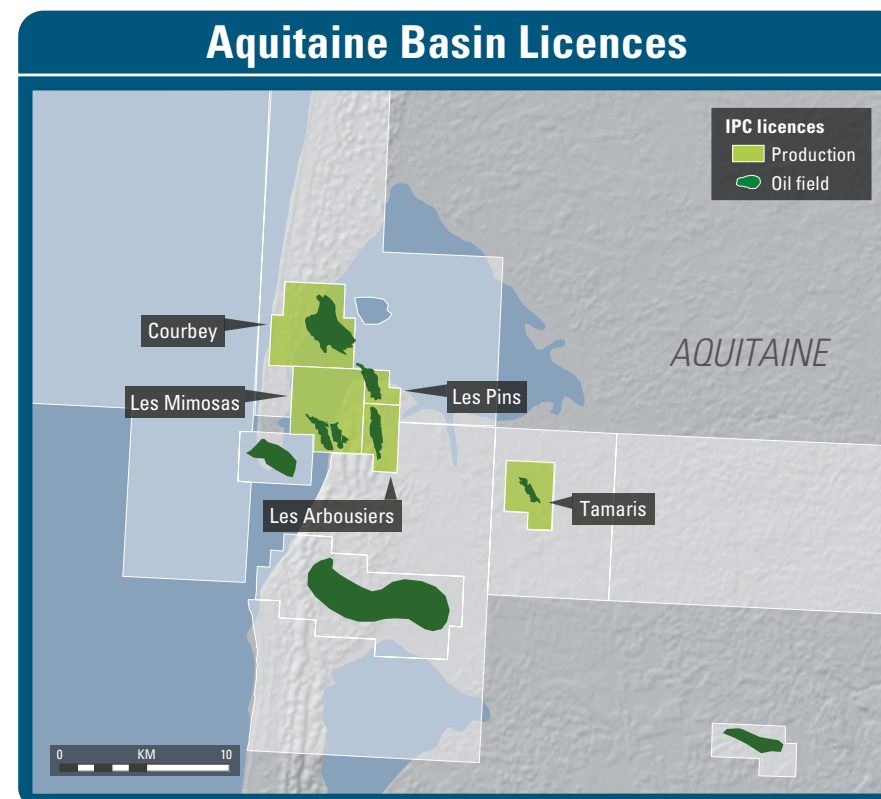 Aquitaine Basin Licences
IPC licences
Production
Oil field
Courbey
AQUITAINE
Les Mimosas
Les Pins
Les Arbousiers
Tamaris
0 KM 10